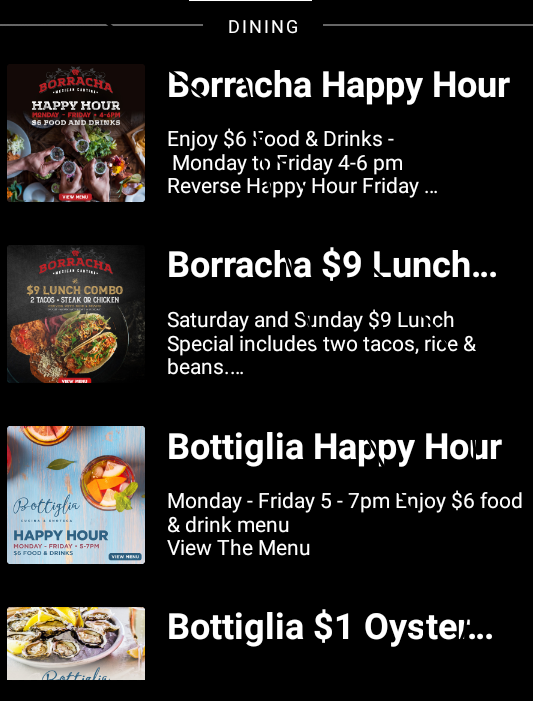 DINING
BORRACHA
MEXICAN CANTINA
HAPPY HOUR
MONDAY - FRIDAY • 4-6PM
$6 FOOD AND DRINKS
VIEW MENU
Borracha Happy Hour
Enjoy $6 Food & Drinks -
Monday to Friday 4-6 pm
Reverse Happy Hour Friday ...
BORRACHA
MEXICAN CANTINA
$9 LUNCH COMBO
2 TACOS • STEAK OR CHICKEN
VIEW MENU
Borracha $9 Lunch...
Saturday and Sunday $9 Lunch
Special includes two tacos, rice &
beans....
Bottiglia
CUCINA & ENOTECA
HAPPY HOUR
MONDAY - FRIDAY • 5-7PM
$6 FOOD & DRINKS
VIEW MENU
Bottiglia Happy Hour
Monday - Friday 5 - 7pm Enjoy $6 food
& drink menu
View The Menu
Bottiglia
Bottiglia $1 Oyster...